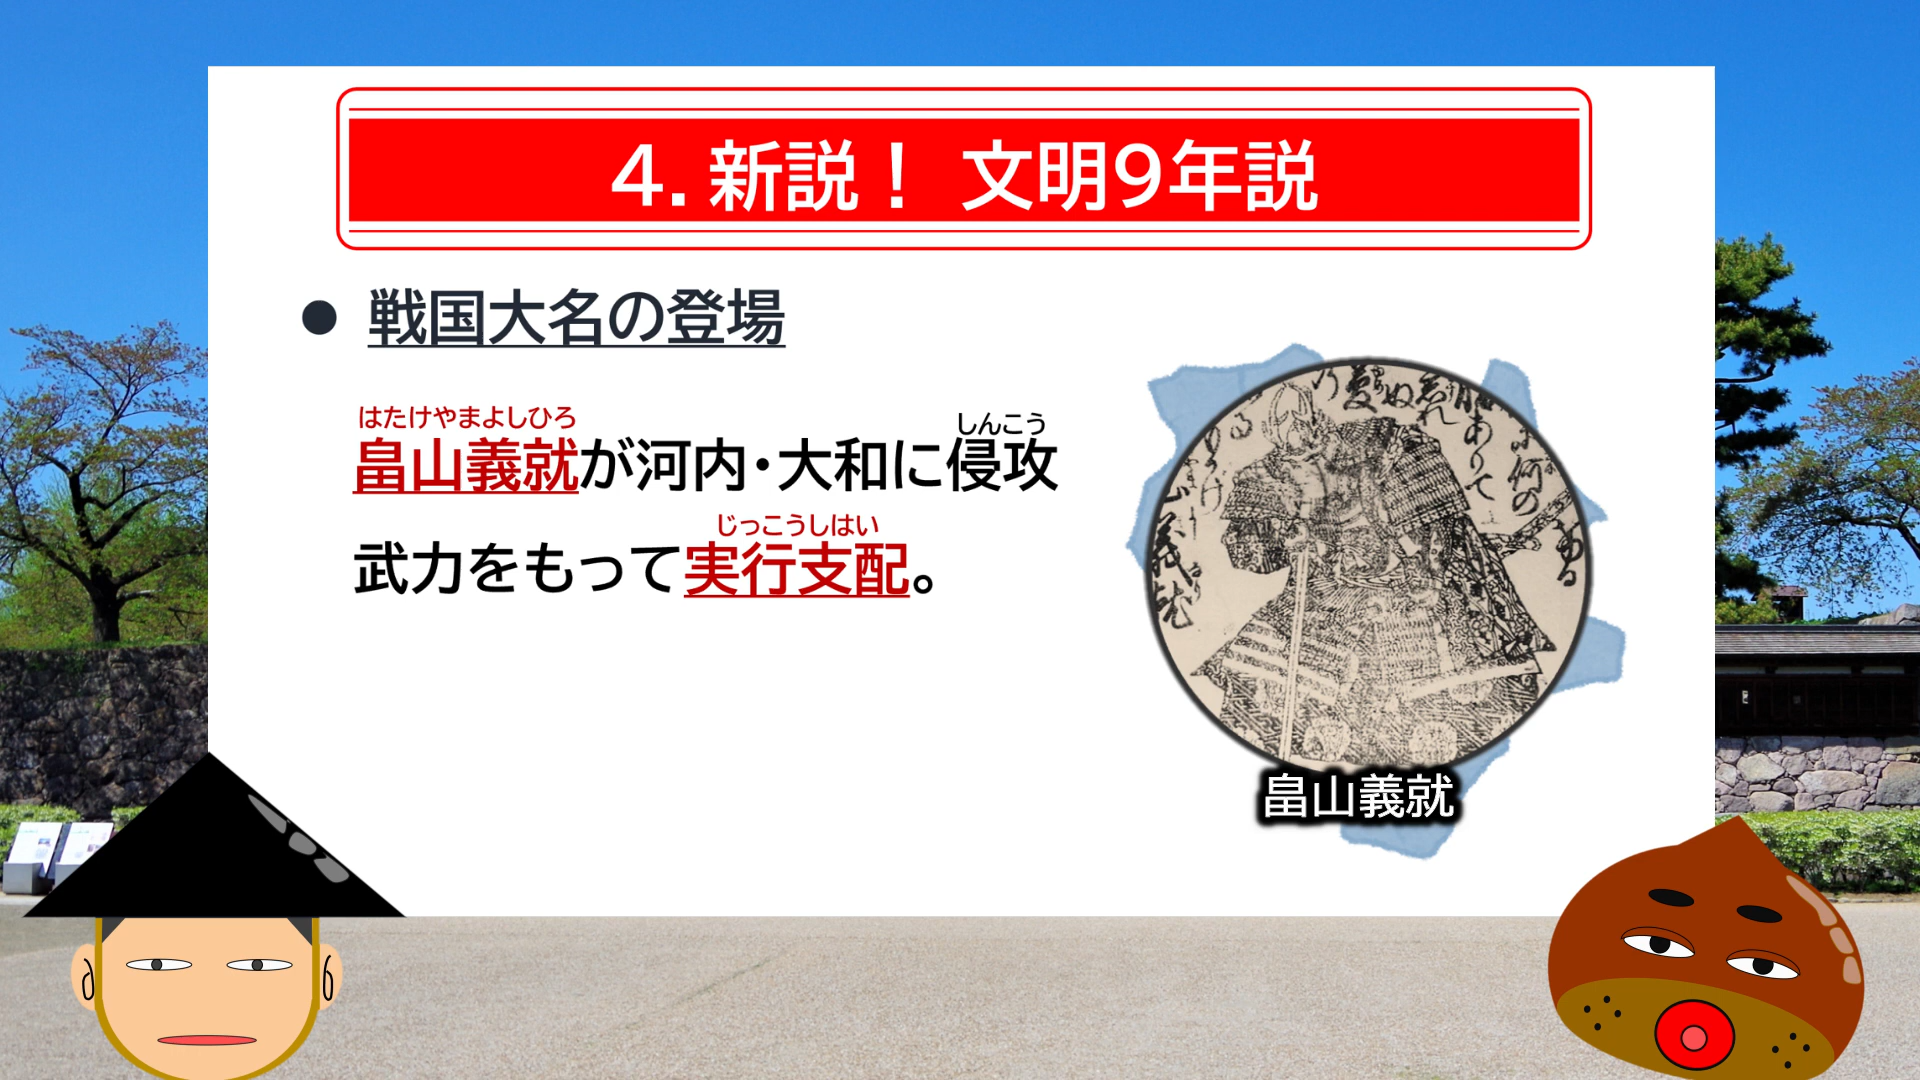 4. 新説！ 文明9年説
● 戦国大名の登場
はたけやまよしひろ しんこう
畠山義就が河内・大和に侵攻
じっこうしはい
武力をもって実行支配。
畠山義就